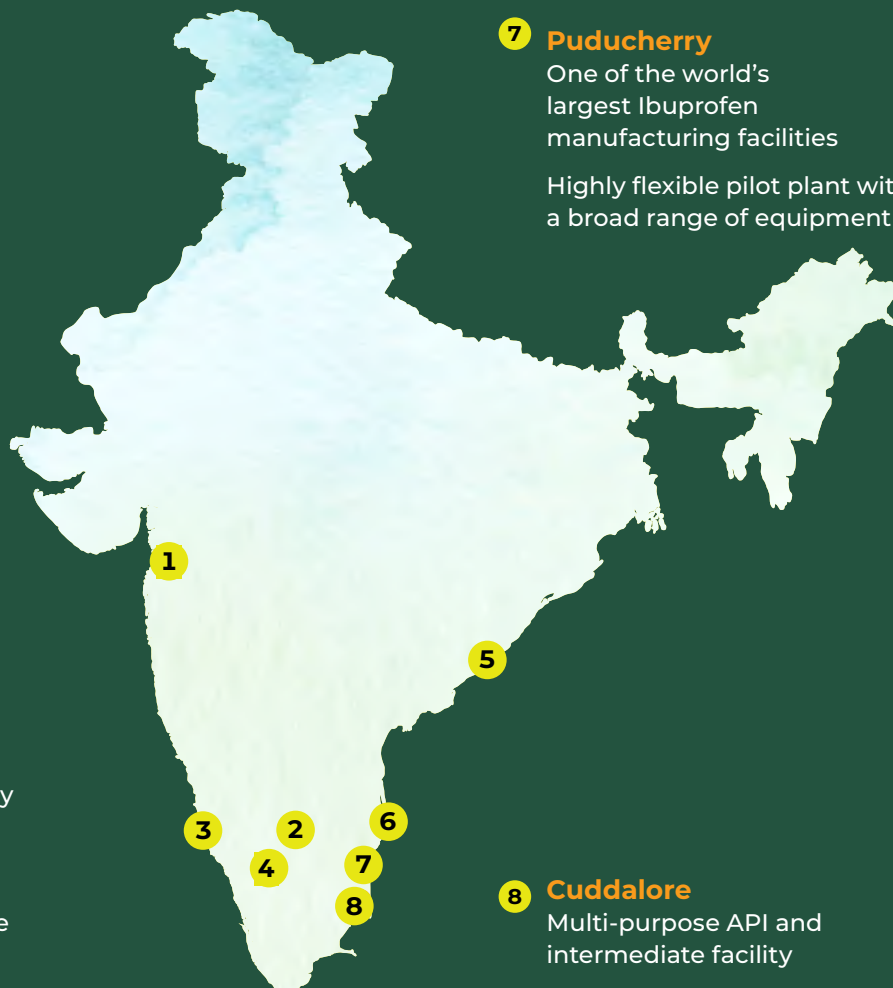 7 Puducherry
One of the world's
largest Ibuprofen
manufacturing facilities
Highly flexible pilot plant
a broad range of equipment
1
5
y
3
2
6
4
7
8
e
8 Cuddalore
Multi-purpose API and
intermediate facility